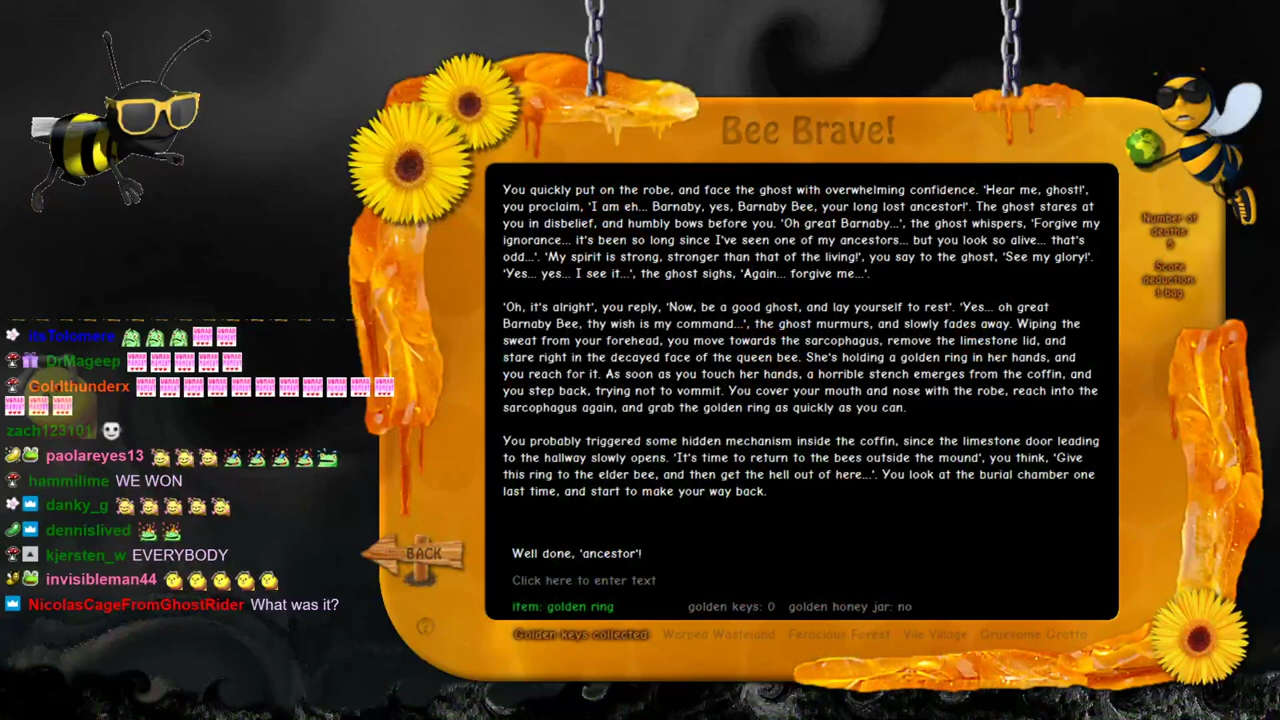 Bee Brave!
You quickly put on the robe, and face the ghost with overwhelming confidence. 'Hear me, ghost!',
you proclaim, 'I am eh... Barnaby, yes, Barnaby Bee, your long lost ancestor!'. The ghost stares at
you in disbelief, and humbly bows before you. 'Oh great Barnaby...', the ghost whispers, 'Forgive my
ignorance... it's been so long since I've seen one of my ancestors... but you look so alive... that's
odd...'. 'My spirit is strong, stronger than that of the living!', you say to the ghost, 'See my glory!'.
'Yes... yes... I see it...', the ghost sighs, 'Again... forgive me...'.
'Oh, it's alright', you reply, 'Now, be a good ghost, and lay yourself to rest'. 'Yes... oh great
Barnaby Bee, thy wish is my command...', the ghost murmurs, and slowly fades away. Wiping the
sweat from your forehead, you move towards the sarcophagus, remove the limestone lid, and
stare right in the decayed face of the queen bee. She's holding a golden ring in her hands, and
you reach for it. As soon as you touch her hands, a horrible stench emerges from the coffin, and
you step back, trying not to vommit. You cover your mouth and nose with the robe, reach into the
sarcophagus again, and grab the golden ring as quickly as you can.
You probably triggered some hidden mechanism inside the coffin, since the limestone door leading
to the hallway slowly opens. 'It's time to return to the bees outside the mound', you think, 'Give
this ring to the elder bee, and then get the hell out of here...'. You look at the burial chamber one
last time, and start to make your way back.
Well done, 'ancestor'!
Click here to enter text
item: golden ring golden keys: 0 golden honey jar: no
Golden keys collected Warped Wasteland Ferocious Forest Vile Village Gruesome Grotto
BACK
?
Number of
deaths:
5
Score
deduction:
1 bag
itsTolomere
DrMageep
Goldthunderx
zach123101
paolareyes13
hammilime WE WON
danky_g
dennislived
kjersten_w EVERYBODY
invisibleman44
NicolasCageFromGhostRider What was it?